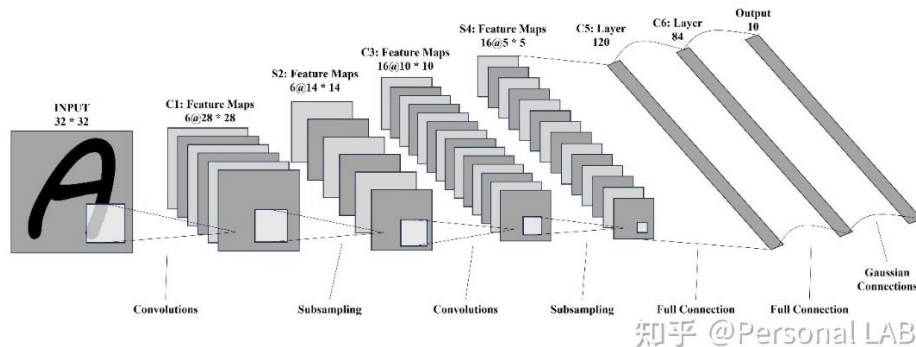 INPUT
32 * 32
C1: Feature Maps
6@28 * 28
S2: Feature Maps
6@14 * 14
C3: Feature Maps
16@10 * 10
S4: Feature Maps
16@5 * 5
C5: Layer
120
C6: Layer
84
Output
10
A
Convolutions
Subsampling
Convolutions
Subsampling
Full Connection
Full Connection
Gaussian
Connections
知乎 @Personal LAB